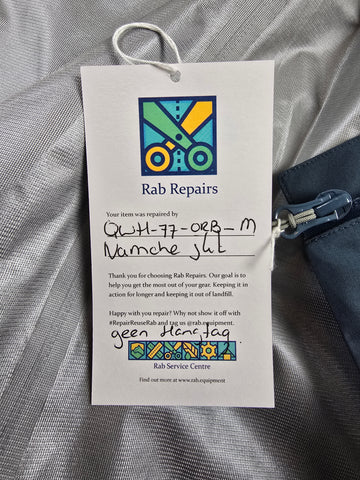 Rab Repairs
Your item was repaired by
QWH-77-ORB-M
Namche jkt
Thank you for choosing Rab Repairs. Our goal is to
help you get the most out of your gear. Keeping it in
action for longer and keeping it out of landfill.
Happy with you repair? Why not show it off with
#RepairReuseRab and tag us @rab.equipment.
geen Hangtag.
Rab Service Centre
Find out more at www.rab.equipment